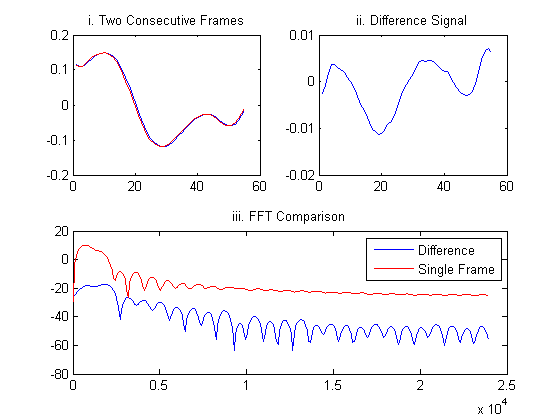 i. Two Consecutive Frames
0.2
0.1
0
-0.1
-0.2
0 20 40 60
ii. Difference Signal
0.01
0
-0.01
-0.02
0 20 40 60
iii. FFT Comparison
20
0
-20
-40
-60
-80
Difference
Single Frame
0 0.5 1 1.5 2 2.5
x 10^4